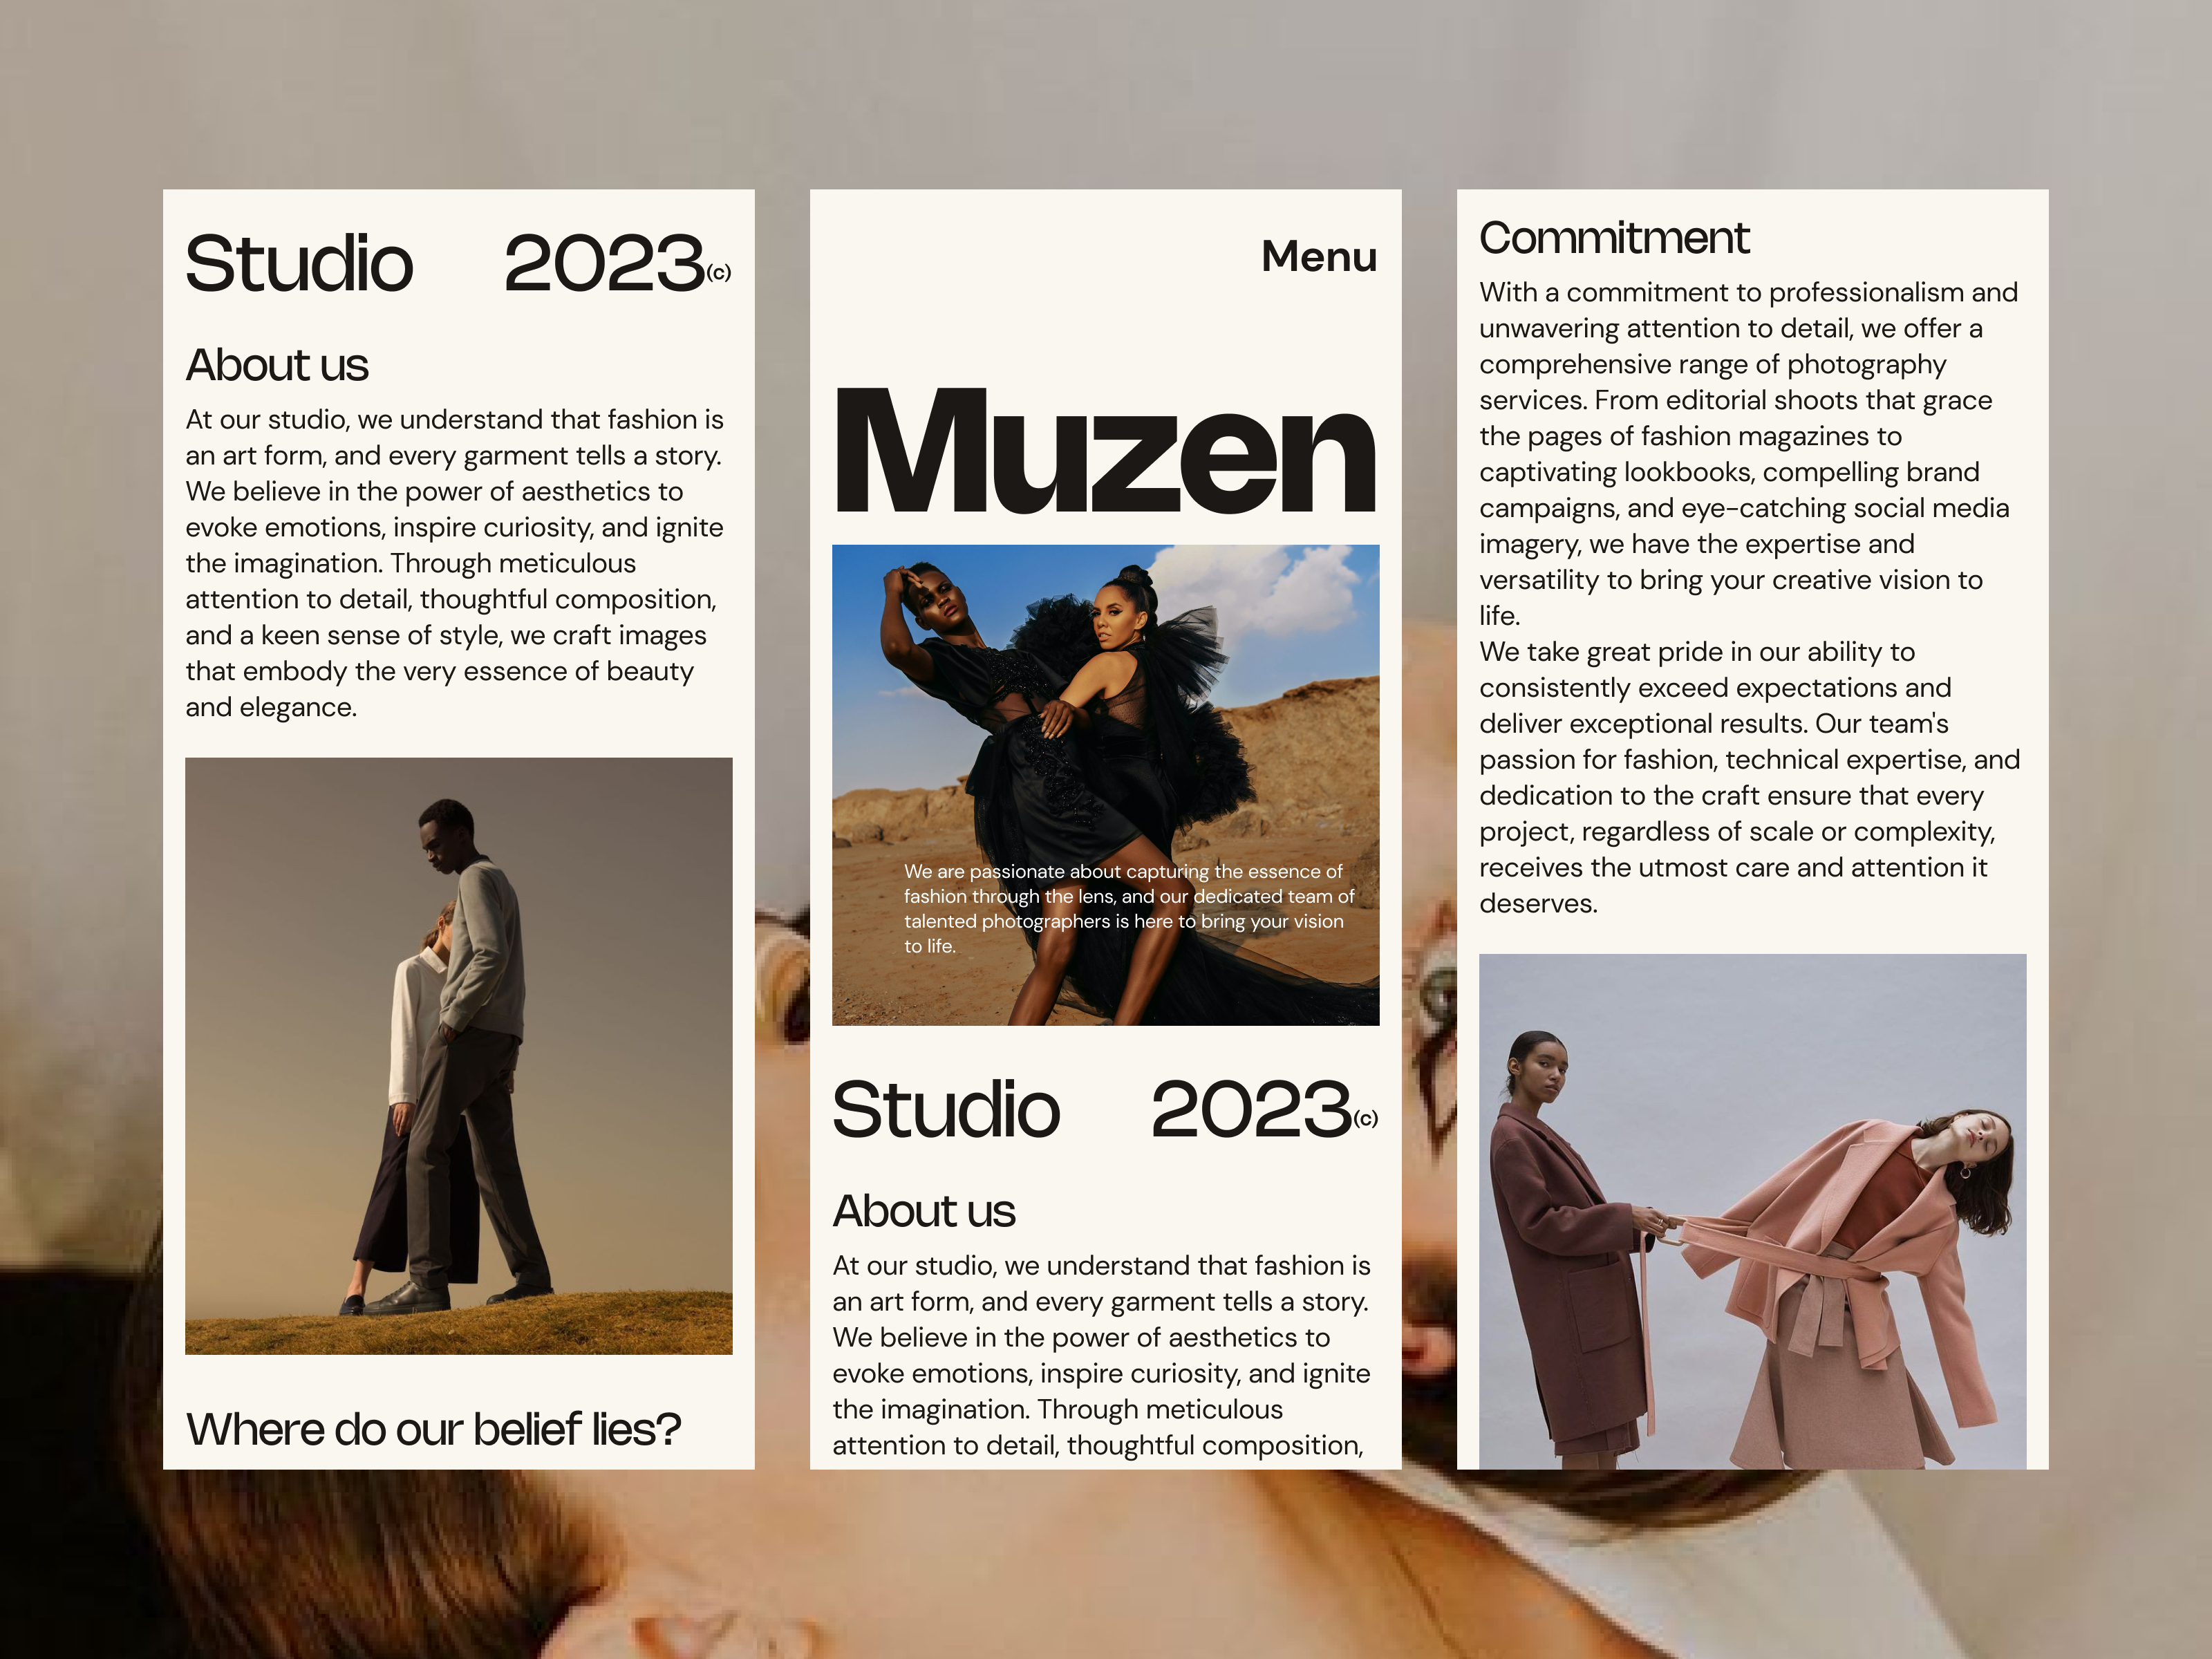 Studio 2023(c)
About us
At our studio, we understand that fashion is
an art form, and every garment tells a story.
We believe in the power of aesthetics to
evoke emotions, inspire curiosity, and ignite
the imagination. Through meticulous
attention to detail, thoughtful composition,
and a keen sense of style, we craft images
that embody the very essence of beauty
and elegance.
Where do our belief lies?
Menu
Muzen
We are passionate about capturing the essence of
fashion through the lens, and our dedicated team of
talented photographers is here to bring your vision
to life.
Studio 2023(c)
About us
At our studio, we understand that fashion is
an art form, and every garment tells a story.
We believe in the power of aesthetics to
evoke emotions, inspire curiosity, and ignite
the imagination. Through meticulous
attention to detail, thoughtful composition,
Commitment
With a commitment to professionalism and
unwavering attention to detail, we offer a
comprehensive range of photography
services. From editorial shoots that grace
the pages of fashion magazines to
captivating lookbooks, compelling brand
campaigns, and eye-catching social media
imagery, we have the expertise and
versatility to bring your creative vision to
life.
We take great pride in our ability to
consistently exceed expectations and
deliver exceptional results. Our team's
passion for fashion, technical expertise, and
dedication to the craft ensure that every
project, regardless of scale or complexity,
receives the utmost care and attention it
deserves.